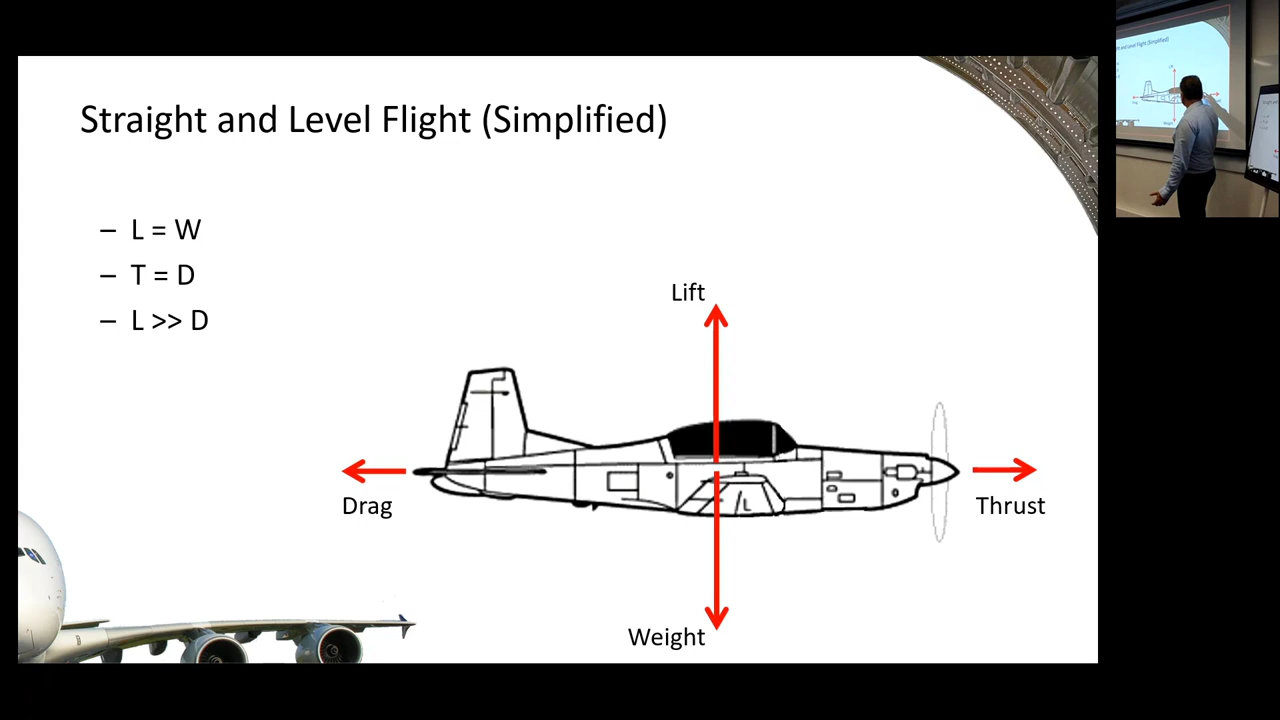 Straight and Level Flight (Simplified)
– L = W
– T = D
– L >> D
Lift
Drag
Thrust
Weight